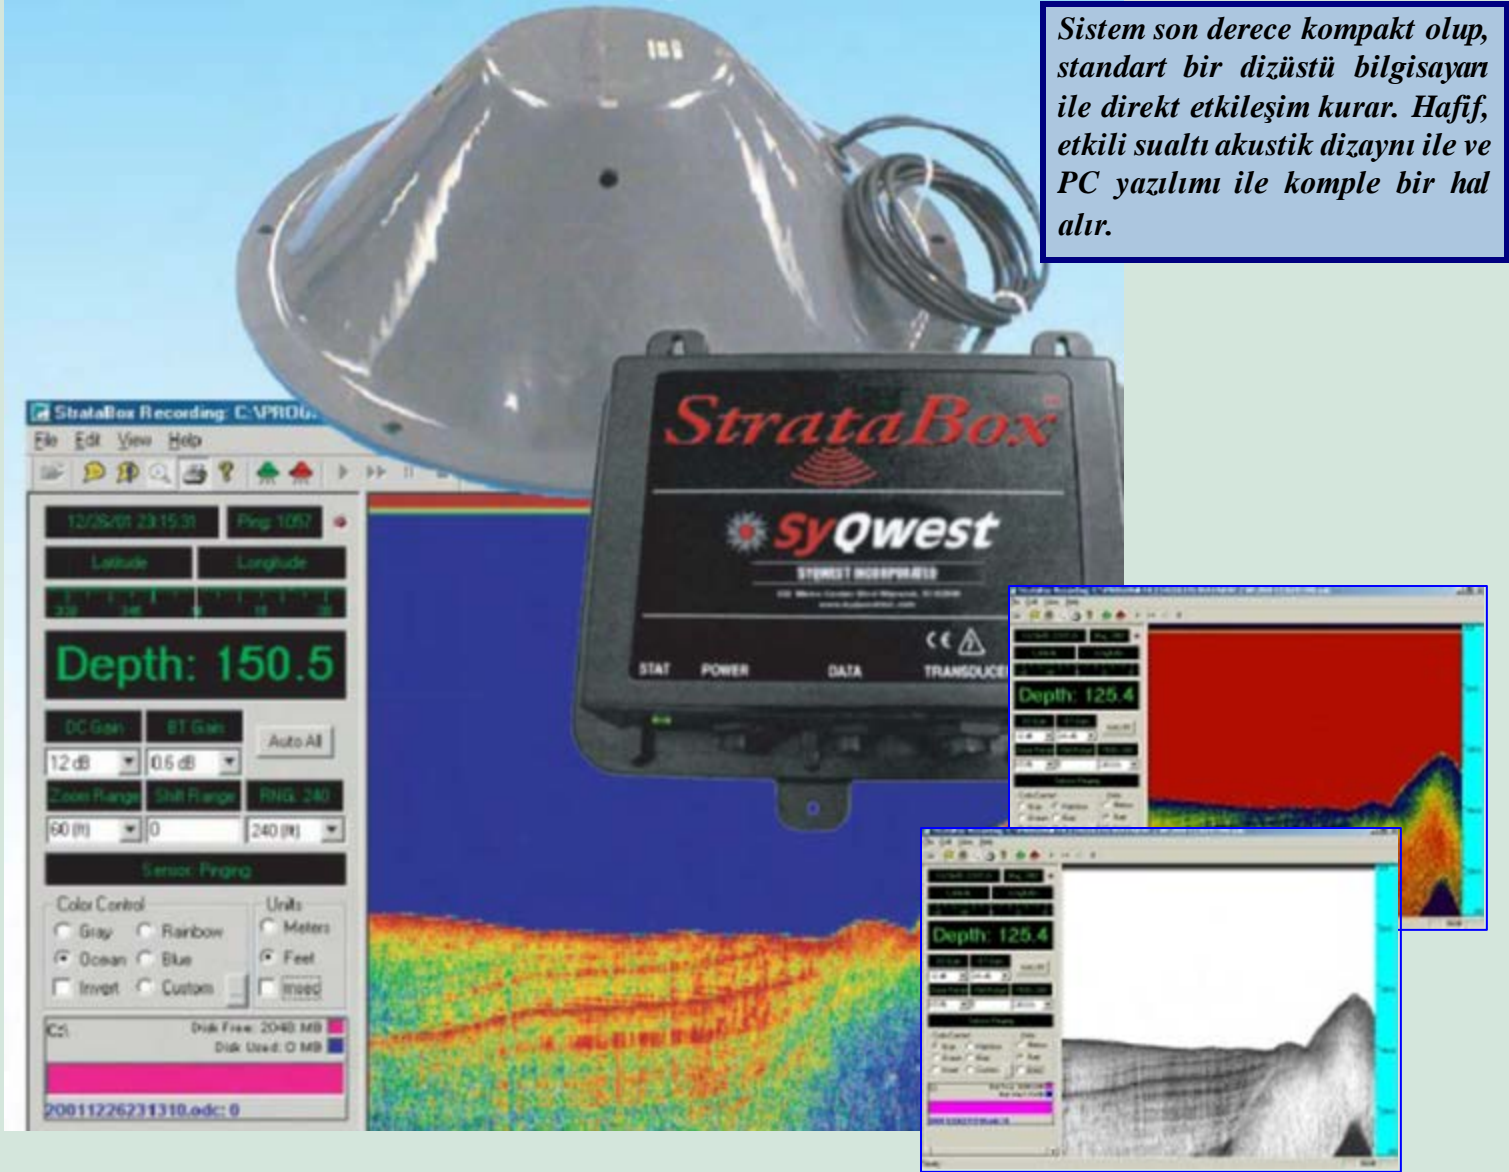 Sistem son derece kompakt olup,
standart bir dizüstü bilgisayarı
ile direkt etkileşim kurar. Hafif,
etkili sualtı akustik dizaynı ile ve
PC yazılımı ile komple bir hal
alır.
StrataBox Recording: C:\PROG
File Edit View Help
12/26/01 23:15:31 Ping: 1057
Latitude Longitude
Depth: 150.5
DC Gain BT Gain Auto All
12 dB 0.6 dB
Zoom Range Shift Range RNG: 240
60 (ft) 0 240 (ft)
Sensor: Pinging
Color Control Units
Gray Rainbow Meters
Ocean Blue Feet
Invert Custom msec
C:\ Disk Free: 2048 MB
Disk Used: 0 MB
20011226231310.odc: 0
StrataBox
SyQwest
SYQWEST INCORPORATED
CE
STAT POWER DATA TRANSDUCE
Depth: 125.4
Depth: 125.4